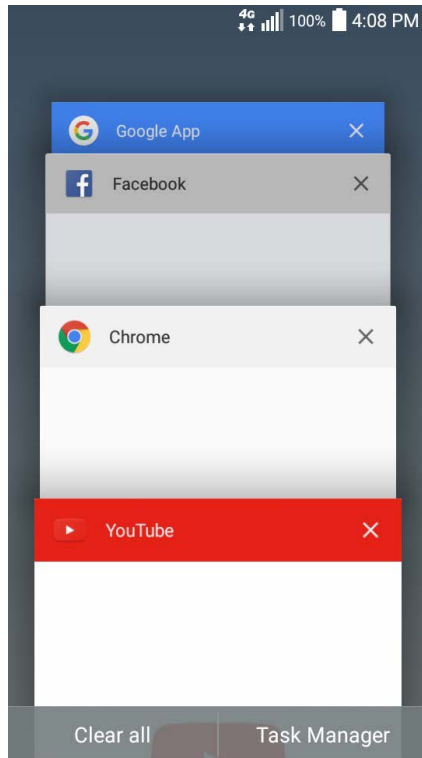 4G 100% 4:08 PM
Google App
Facebook
Chrome
YouTube
Clear all Task Manager